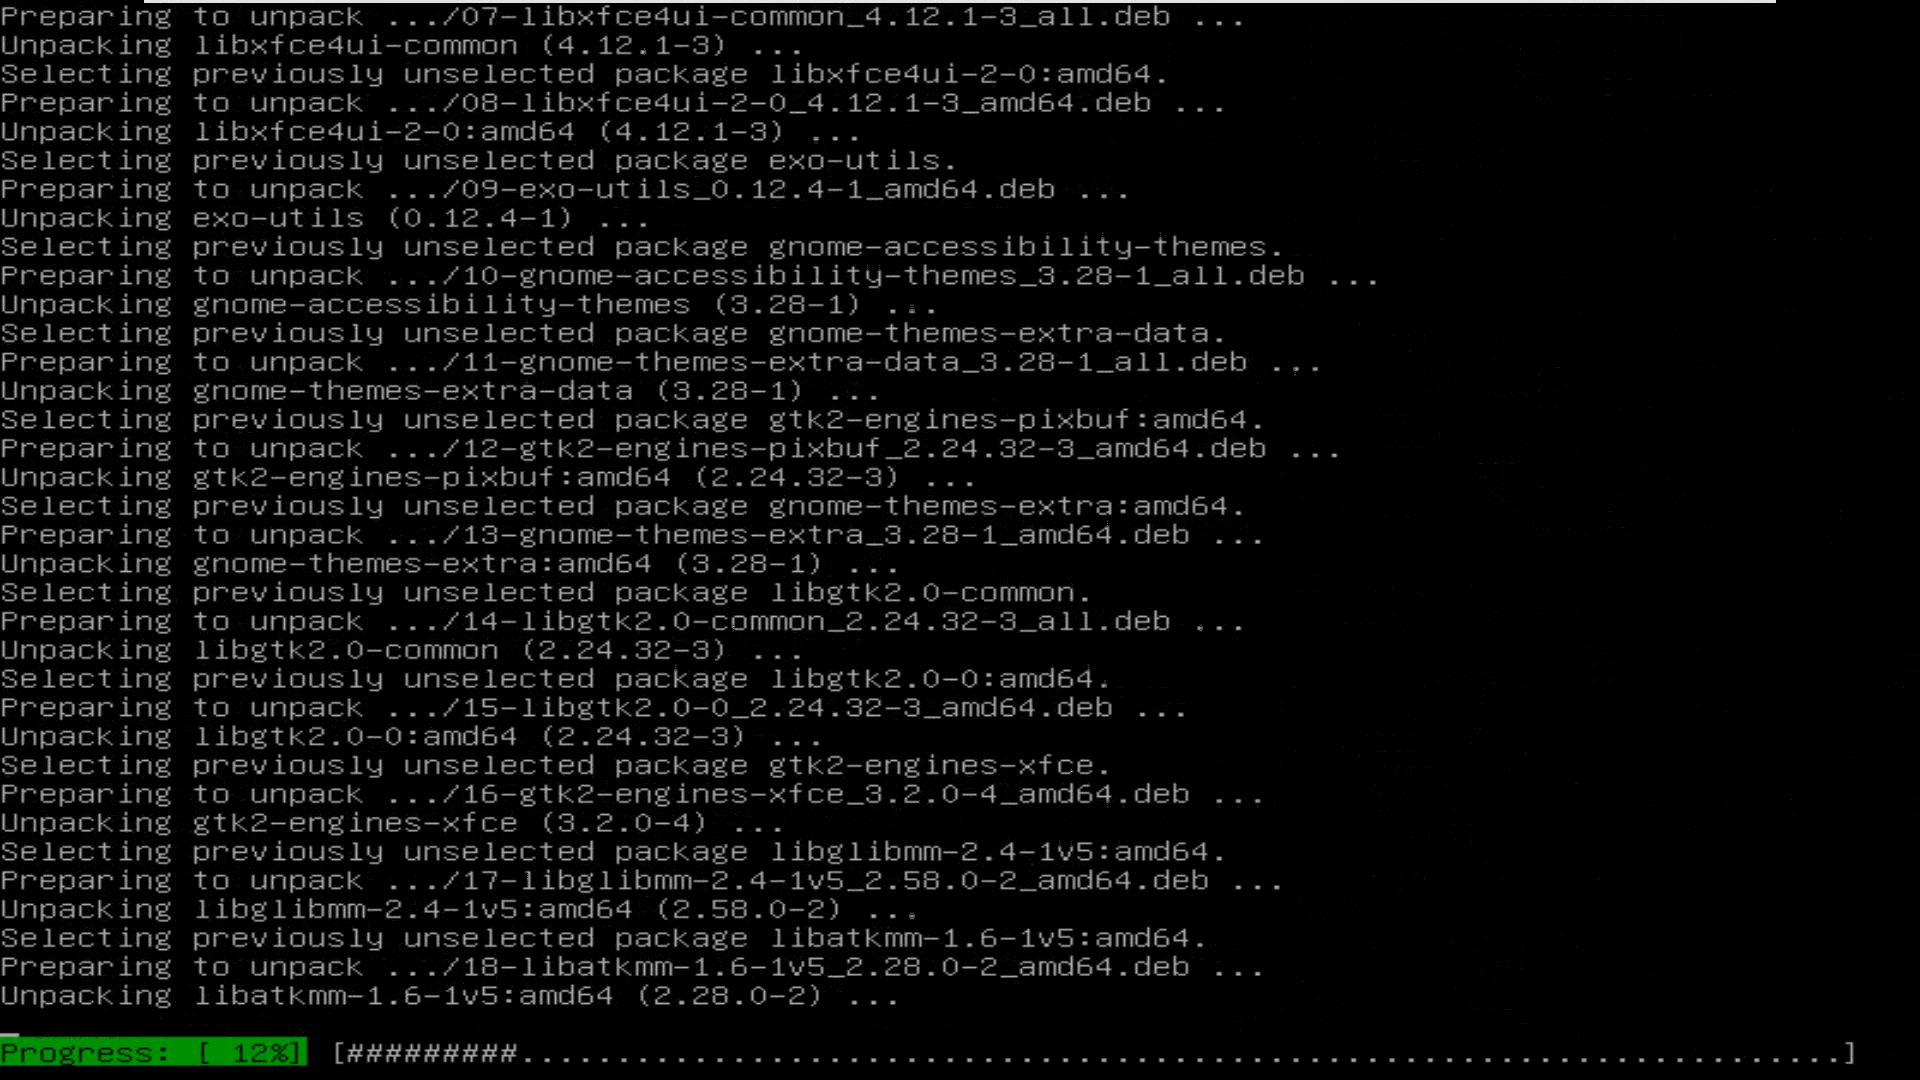 Preparing to unpack .../07-libxfce4ui-common_4.12.1-3_all.deb ...
Unpacking libxfce4ui-common (4.12.1-3) ...
Selecting previously unselected package libxfce4ui-2-0:amd64.
Preparing to unpack .../08-libxfce4ui-2-0_4.12.1-3_amd64.deb ...
Unpacking libxfce4ui-2-0:amd64 (4.12.1-3) ...
Selecting previously unselected package exo-utils.
Preparing to unpack .../09-exo-utils_0.12.4-1_amd64.deb ...
Unpacking exo-utils (0.12.4-1) ...
Selecting previously unselected package gnome-accessibility-themes.
Preparing to unpack .../10-gnome-accessibility-themes_3.28-1_all.deb ...
Unpacking gnome-accessibility-themes (3.28-1) ...
Selecting previously unselected package gnome-themes-extra-data.
Preparing to unpack .../11-gnome-themes-extra-data_3.28-1_all.deb ...
Unpacking gnome-themes-extra-data (3.28-1) ...
Selecting previously unselected package gtk2-engines-pixbuf:amd64.
Preparing to unpack .../12-gtk2-engines-pixbuf_2.24.32-3_amd64.deb ...
Unpacking gtk2-engines-pixbuf:amd64 (2.24.32-3) ...
Selecting previously unselected package gnome-themes-extra:amd64.
Preparing to unpack .../13-gnome-themes-extra_3.28-1_amd64.deb ...
Unpacking gnome-themes-extra:amd64 (3.28-1) ...
Selecting previously unselected package libgtk2.0-common.
Preparing to unpack .../14-libgtk2.0-common_2.24.32-3_all.deb ...
Unpacking libgtk2.0-common (2.24.32-3) ...
Selecting previously unselected package libgtk2.0-0:amd64.
Preparing to unpack .../15-libgtk2.0-0_2.24.32-3_amd64.deb ...
Unpacking libgtk2.0-0:amd64 (2.24.32-3) ...
Selecting previously unselected package gtk2-engines-xfce.
Preparing to unpack .../16-gtk2-engines-xfce_3.2.0-4_amd64.deb ...
Unpacking gtk2-engines-xfce (3.2.0-4) ...
Selecting previously unselected package libglibmm-2.4-1v5:amd64.
Preparing to unpack .../17-libglibmm-2.4-1v5_2.58.0-2_amd64.deb ...
Unpacking libglibmm-2.4-1v5:amd64 (2.58.0-2) ...
Selecting previously unselected package libatkmm-1.6-1v5:amd64.
Preparing to unpack .../18-libatkmm-1.6-1v5_2.28.0-2_amd64.deb ...
Unpacking libatkmm-1.6-1v5:amd64 (2.28.0-2) ...
Progress: [ 12%] [#########.....................................................................]